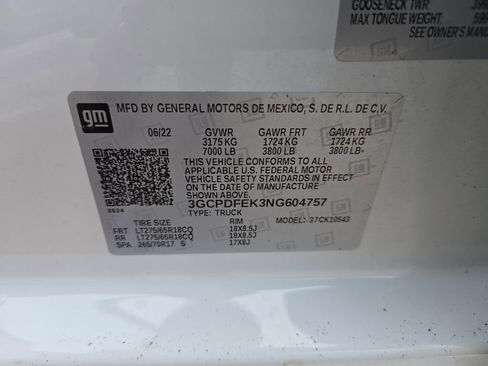 GOOSENECK TWR:
MAX TONGUE WEIGHT:
SEE OWNER'S
gm
MFD BY GENERAL MOTORS DE MEXICO, S. DE R.L. DE C.V.
06/22 GVWR GAWR FRT GAWR RR
3175 KG 1724 KG 1724 KG
7000 LB 3800 LB 3800 LB
THIS VEHICLE CONFORMS TO ALL
APPLICABLE U.S. FEDERAL MOTOR
VEHICLE SAFETY STANDARDS IN
EFFECT ON THE DATE OF MANUFACTURE
SHOWN ABOVE.
3GCPDFEK3NG604757
TYPE: TRUCK MODEL: 37CK10543
TIRE SIZE RIM
FRT LT275/65R18CQ 18X8.5J
RR LT275/65R18CQ 18X8.5J
SPA 265/70R17 S 17X8J